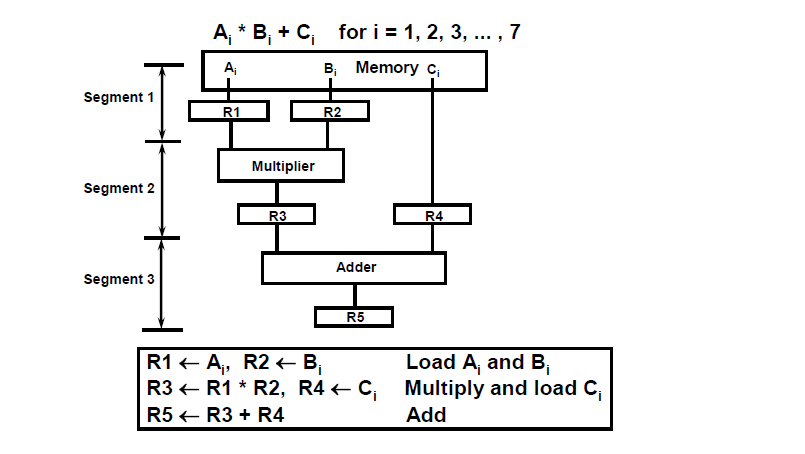 Aᵢ * Bᵢ + Cᵢ for i = 1, 2, 3, ... , 7
Aᵢ Bᵢ Memory Cᵢ
Segment 1
R1 R2
Multiplier
Segment 2
R3 R4
Adder
Segment 3
R5
R1 ← Aᵢ, R2 ← Bᵢ Load Aᵢ and Bᵢ
R3 ← R1 * R2, R4 ← Cᵢ Multiply and load Cᵢ
R5 ← R3 + R4 Add